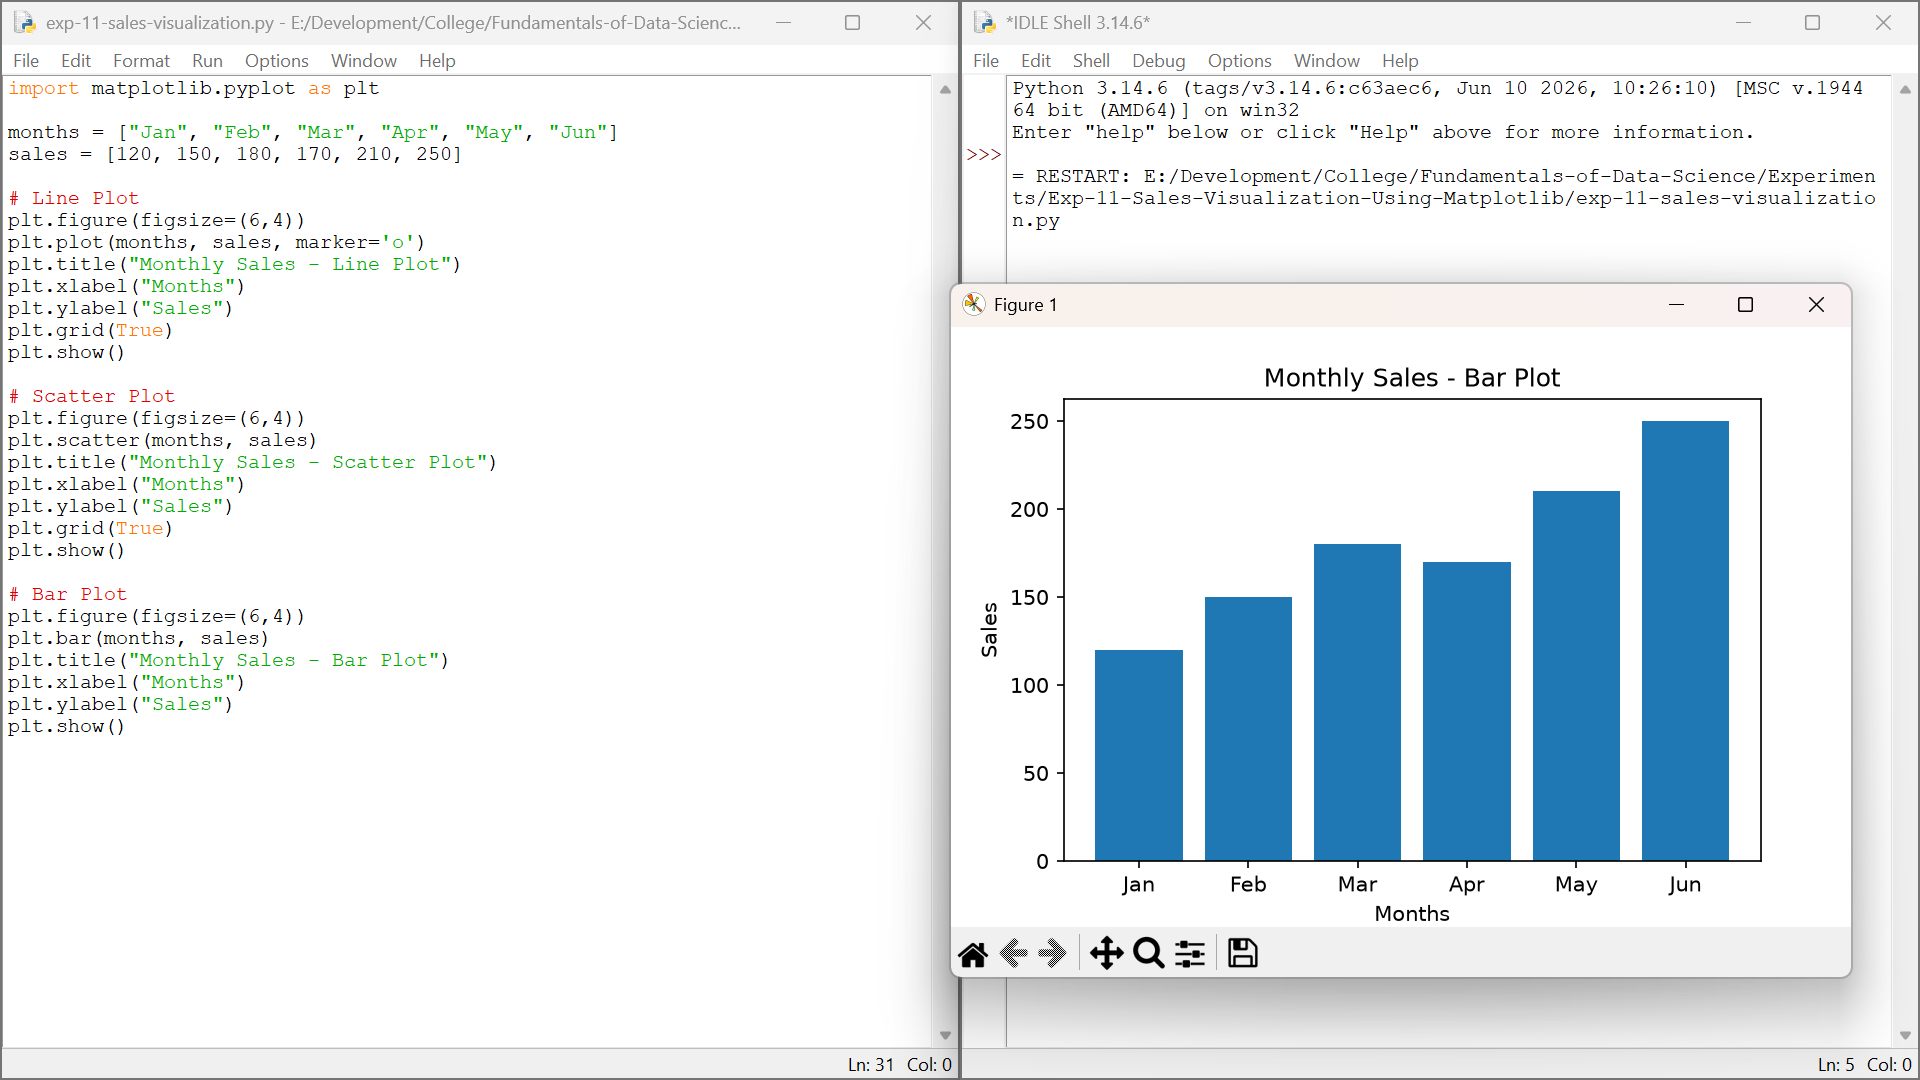 exp-11-sales-visualization.py - E:/Development/College/Fundamentals-of-Data-Scienc...
File Edit Format Run Options Window Help
import matplotlib.pyplot as plt
months = ["Jan", "Feb", "Mar", "Apr", "May", "Jun"]
sales = [120, 150, 180, 170, 210, 250]
# Line Plot
plt.figure(figsize=(6,4))
plt.plot(months, sales, marker='o')
plt.title("Monthly Sales - Line Plot")
plt.xlabel("Months")
plt.ylabel("Sales")
plt.grid(True)
plt.show()
# Scatter Plot
plt.figure(figsize=(6,4))
plt.scatter(months, sales)
plt.title("Monthly Sales - Scatter Plot")
plt.xlabel("Months")
plt.ylabel("Sales")
plt.grid(True)
plt.show()
# Bar Plot
plt.figure(figsize=(6,4))
plt.bar(months, sales)
plt.title("Monthly Sales - Bar Plot")
plt.xlabel("Months")
plt.ylabel("Sales")
plt.show()
Ln: 31 Col: 0
*IDLE Shell 3.14.6*
File Edit Shell Debug Options Window Help
Python 3.14.6 (tags/v3.14.6:c63aec6, Jun 10 2026, 10:26:10) [MSC v.1944
64 bit (AMD64)] on win32
Enter "help" below or click "Help" above for more information.
>>>
= RESTART: E:/Development/College/Fundamentals-of-Data-Science/Experimen
ts/Exp-11-Sales-Visualization-Using-Matplotlib/exp-11-sales-visualizatio
n.py
Figure 1
Monthly Sales - Bar Plot
250
200
150
100
50
0
Sales
Jan Feb Mar Apr May Jun
Months
Ln: 5 Col: 0